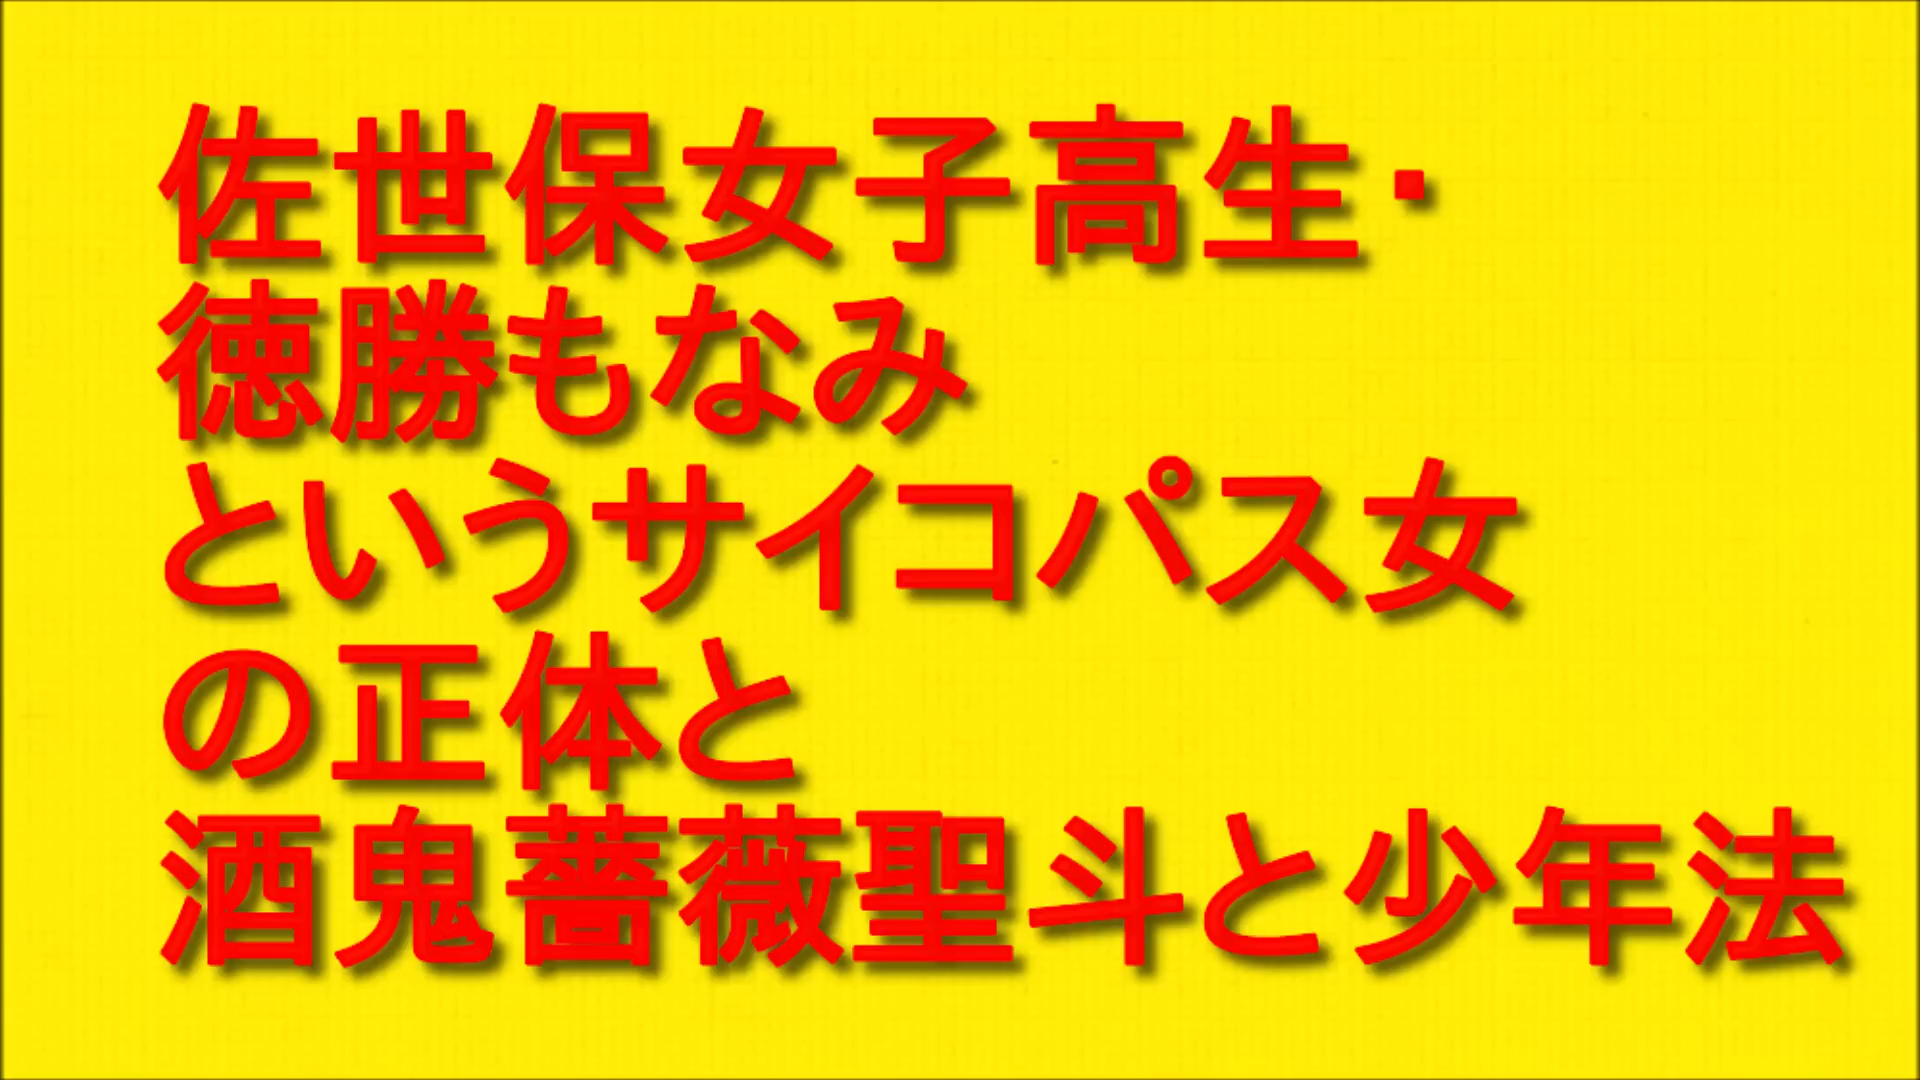 佐世保女子高生・
徳勝もなみ
というサイコパス女
の正体と
酒鬼薔薇聖斗と少年法